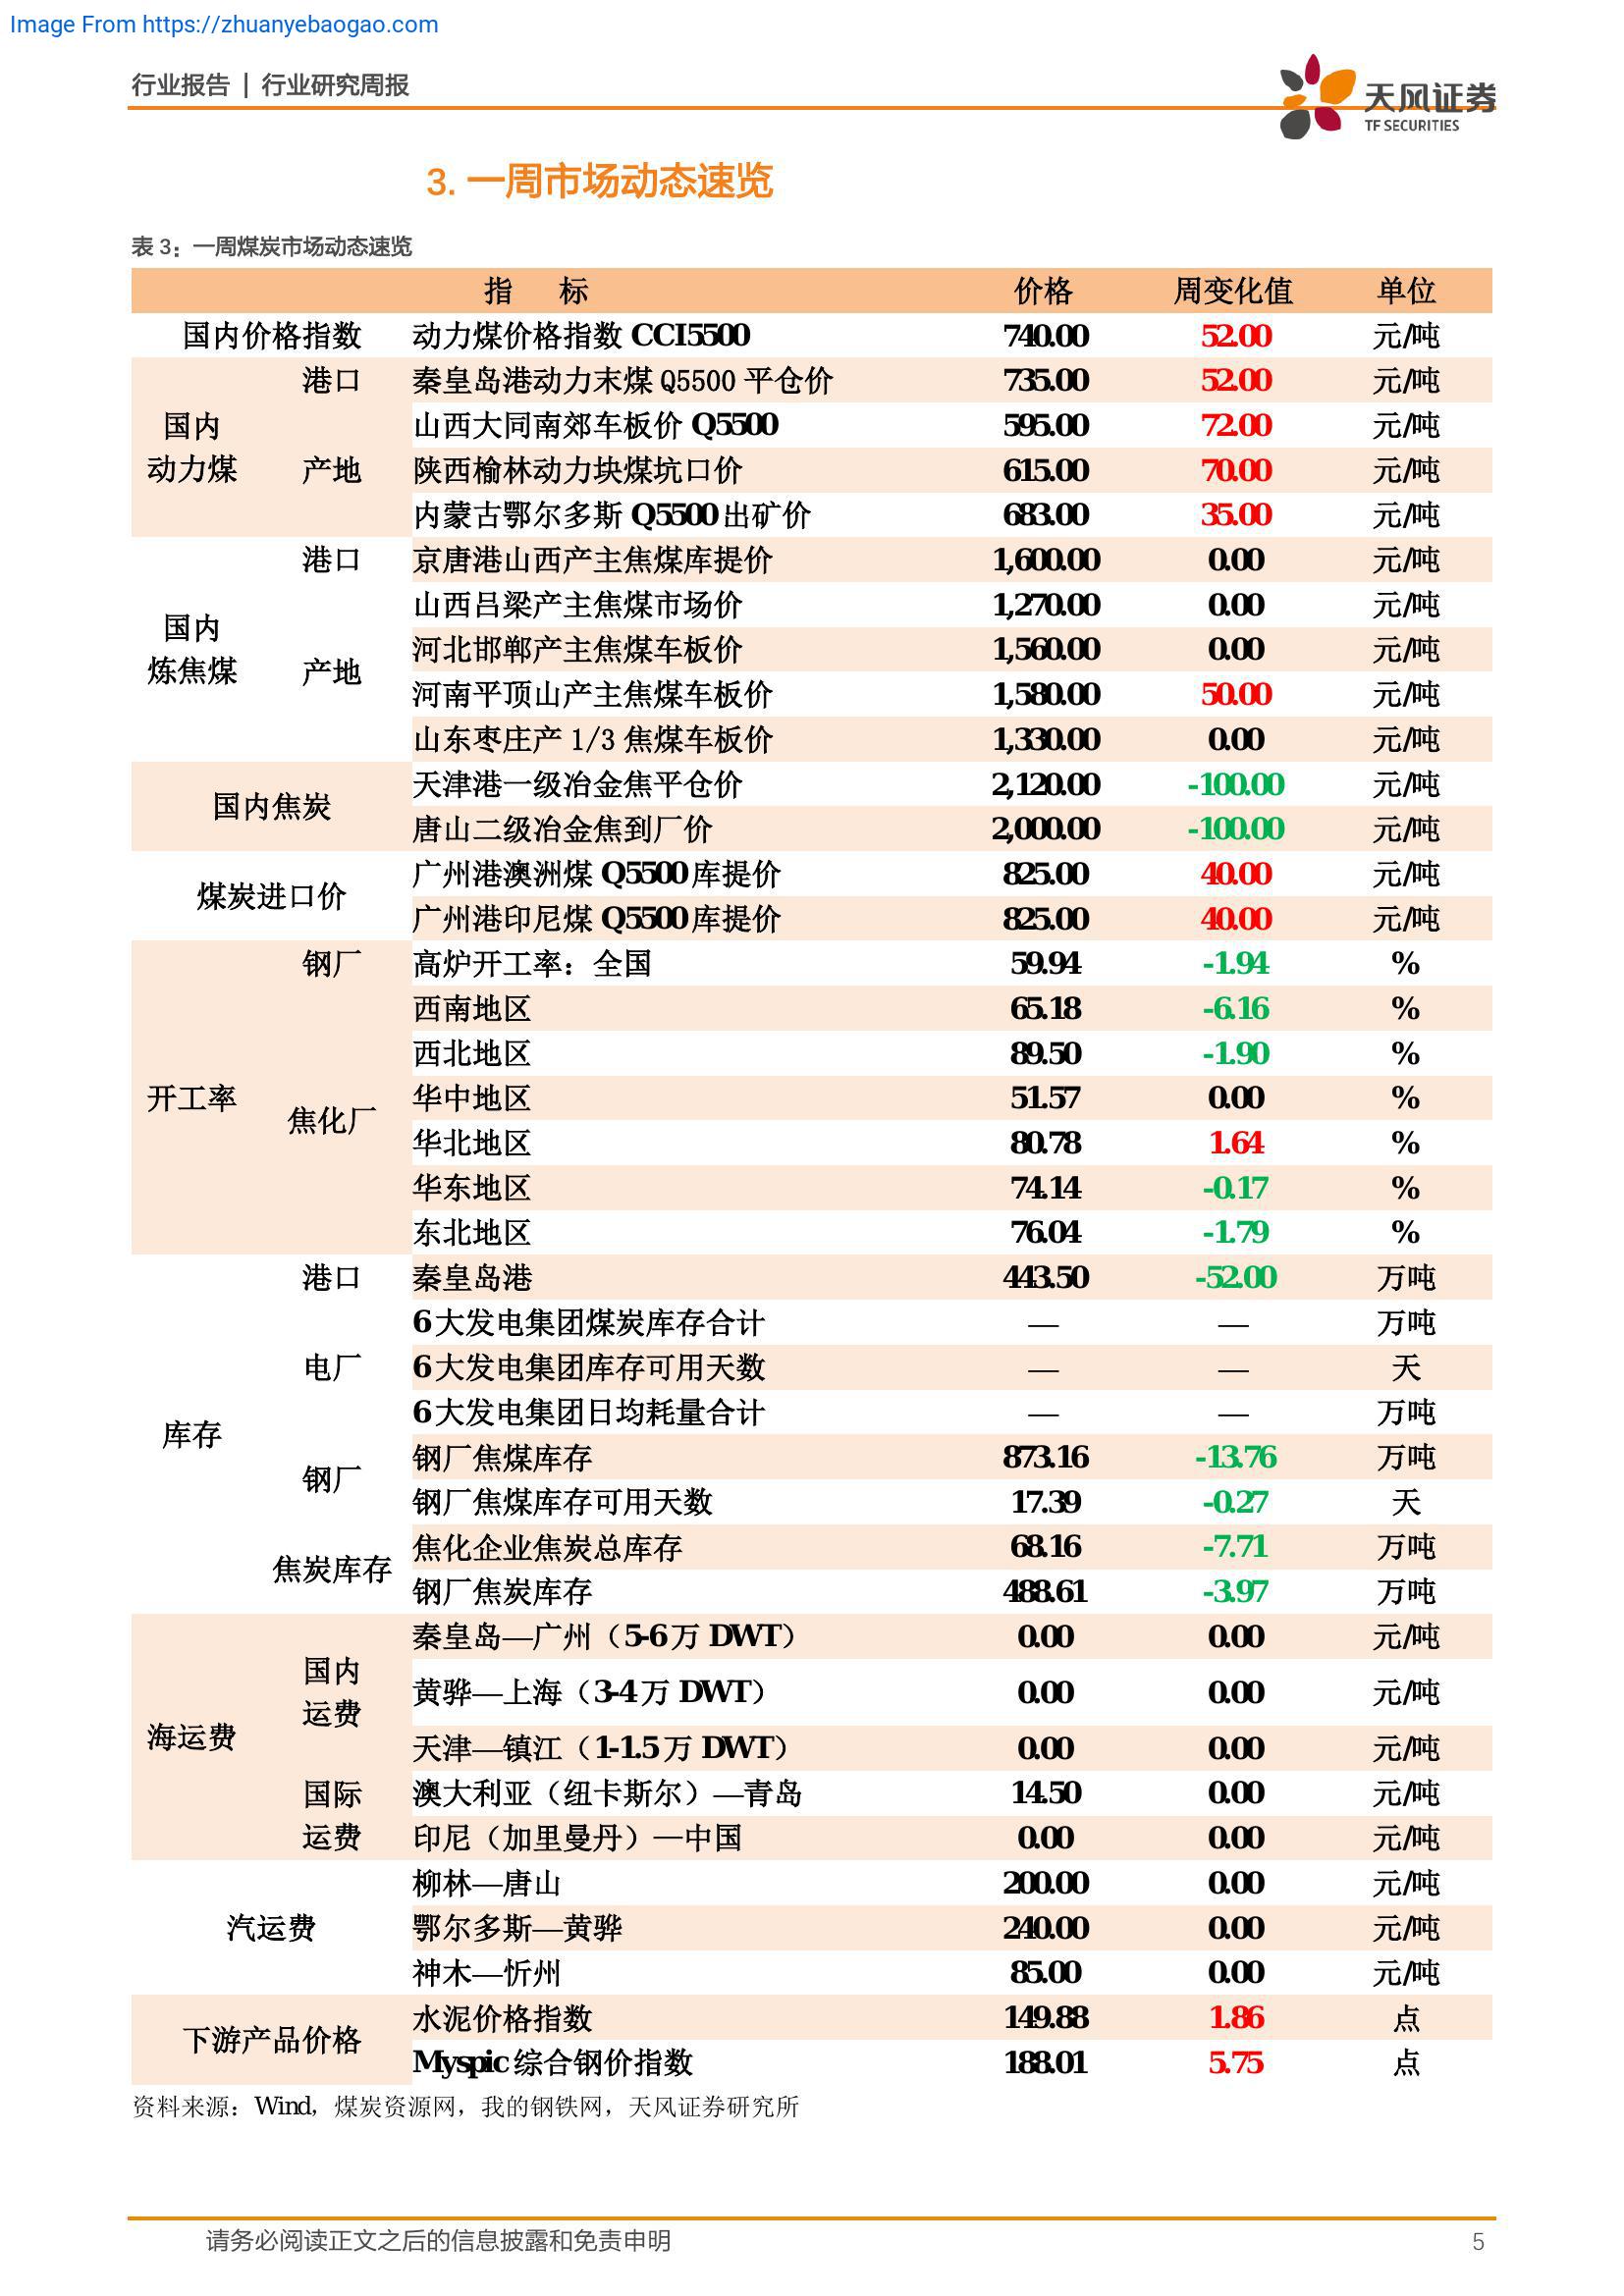 Image From https://zhuanyebaogao.com
行业报告 | 行业研究周报
天风证券
TF SECURITIES
3. 一周市场动态速览
表 3：一周煤炭市场动态速览
指 标 价格 周变化值 单位
国内价格指数 动力煤价格指数 CCI5500 740.00 52.00 元/吨
国内
动力煤
港口 秦皇岛港动力末煤 Q5500 平仓价 735.00 52.00 元/吨
产地
山西大同南郊车板价 Q5500 595.00 72.00 元/吨
陕西榆林动力块煤坑口价 615.00 70.00 元/吨
内蒙古鄂尔多斯 Q5500 出矿价 683.00 35.00 元/吨
国内
炼焦煤
港口 京唐港山西产主焦煤库提价 1,600.00 0.00 元/吨
产地
山西吕梁产主焦煤市场价 1,270.00 0.00 元/吨
河北邯郸产主焦煤车板价 1,560.00 0.00 元/吨
河南平顶山产主焦煤车板价 1,580.00 50.00 元/吨
山东枣庄产 1/3 焦煤车板价 1,330.00 0.00 元/吨
国内焦炭
天津港一级冶金焦平仓价 2,120.00 -100.00 元/吨
唐山二级冶金焦到厂价 2,000.00 -100.00 元/吨
煤炭进口价
广州港澳洲煤 Q5500 库提价 825.00 40.00 元/吨
广州港印尼煤 Q5500 库提价 825.00 40.00 元/吨
开工率
钢厂 高炉开工率：全国 59.94 -1.94 %
焦化厂
西南地区 65.18 -6.16 %
西北地区 89.50 -1.90 %
华中地区 51.57 0.00 %
华北地区 80.78 1.64 %
华东地区 74.14 -0.17 %
东北地区 76.04 -1.79 %
库存
港口 秦皇岛港 443.50 -52.00 万吨
电厂
6 大发电集团煤炭库存合计 — — 万吨
6 大发电集团库存可用天数 — — 天
6 大发电集团日均耗量合计 — — 万吨
钢厂
钢厂焦煤库存 873.16 -13.76 万吨
钢厂焦煤库存可用天数 17.39 -0.27 天
焦炭库存
焦化企业焦炭总库存 68.16 -7.71 万吨
钢厂焦炭库存 488.61 -3.97 万吨
海运费
国内
运费
秦皇岛—广州（5-6 万 DWT） 0.00 0.00 元/吨
黄骅—上海（3-4 万 DWT） 0.00 0.00 元/吨
天津—镇江（1-1.5 万 DWT） 0.00 0.00 元/吨
国际
运费
澳大利亚（纽卡斯尔）—青岛 14.50 0.00 元/吨
印尼（加里曼丹）—中国 0.00 0.00 元/吨
汽运费
柳林—唐山 200.00 0.00 元/吨
鄂尔多斯—黄骅 240.00 0.00 元/吨
神木—忻州 85.00 0.00 元/吨
下游产品价格
水泥价格指数 149.88 1.86 点
Myspic 综合钢价指数 188.01 5.75 点
资料来源：Wind，煤炭资源网，我的钢铁网，天风证券研究所
请务必阅读正文之后的信息披露和免责申明 5